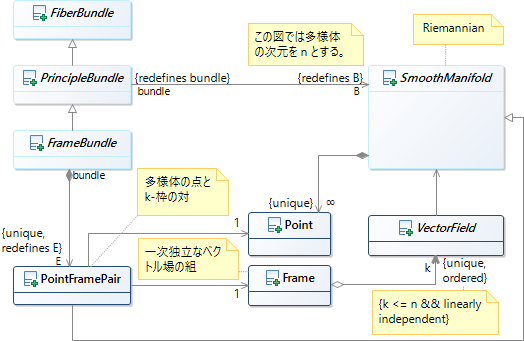 FiberBundle
この図では多様体
の次元を n とする。
Riemannian
PrincipleBundle
{redefines bundle}
bundle
{redefines B}
B
SmoothManifold
FrameBundle
bundle
多様体の点と
k-枠の対
{unique}
∞
{unique,
redefines E}
E
1
Point
VectorField
一次独立なベク
トル場の組
k
{unique,
ordered}
PointFramePair
1
Frame
{k <= n && linearly
independent}